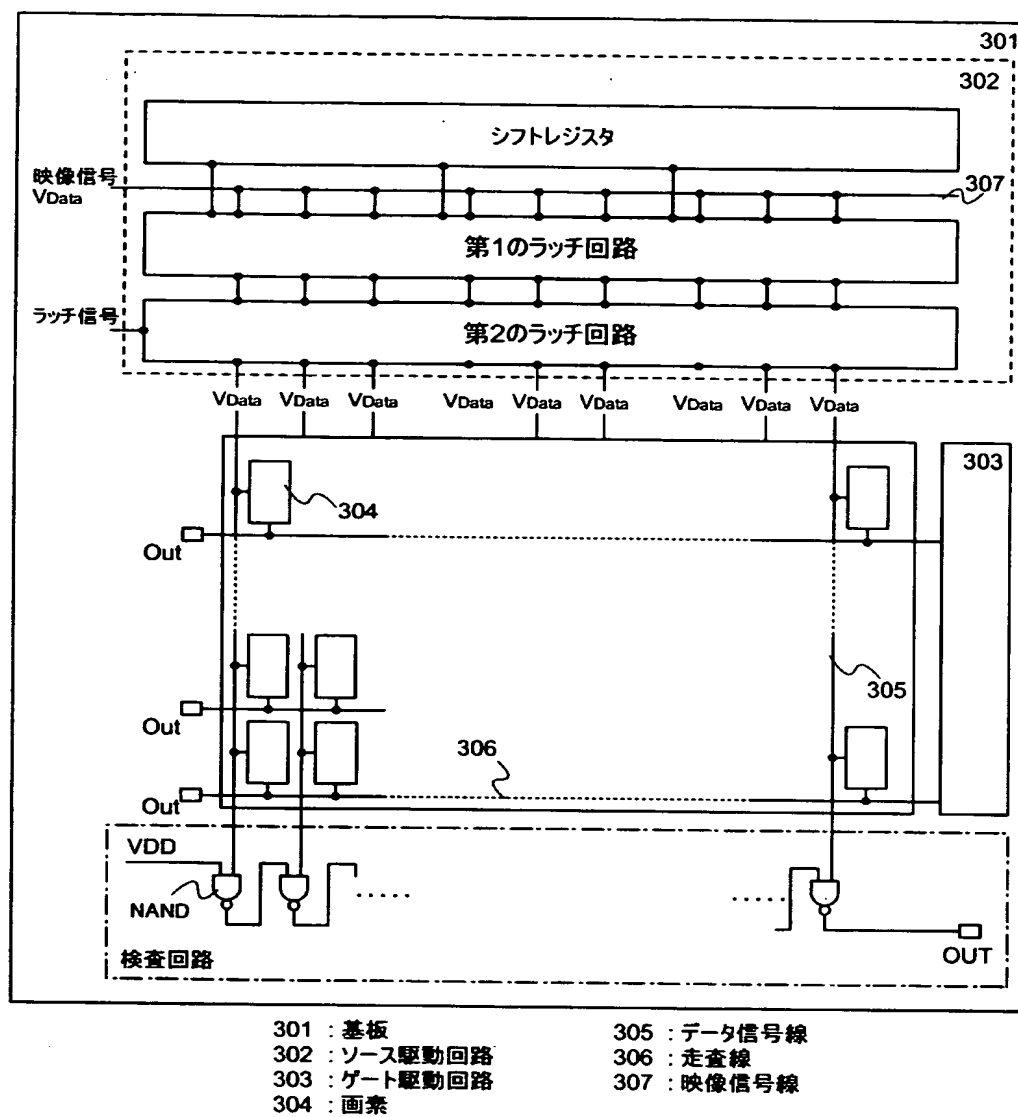 301
302
シフトレジスタ
映像信号
VData
307
第1のラッチ回路
ラッチ信号
第2のラッチ回路
VData VData VData VData VData VData VData VData VData
303
304
Out
305
Out
306
Out
VDD
NAND
OUT
検査回路
301 : 基板
302 : ソース駆動回路
303 : ゲート駆動回路
304 : 画素
305 : データ信号線
306 : 走査線
307 : 映像信号線